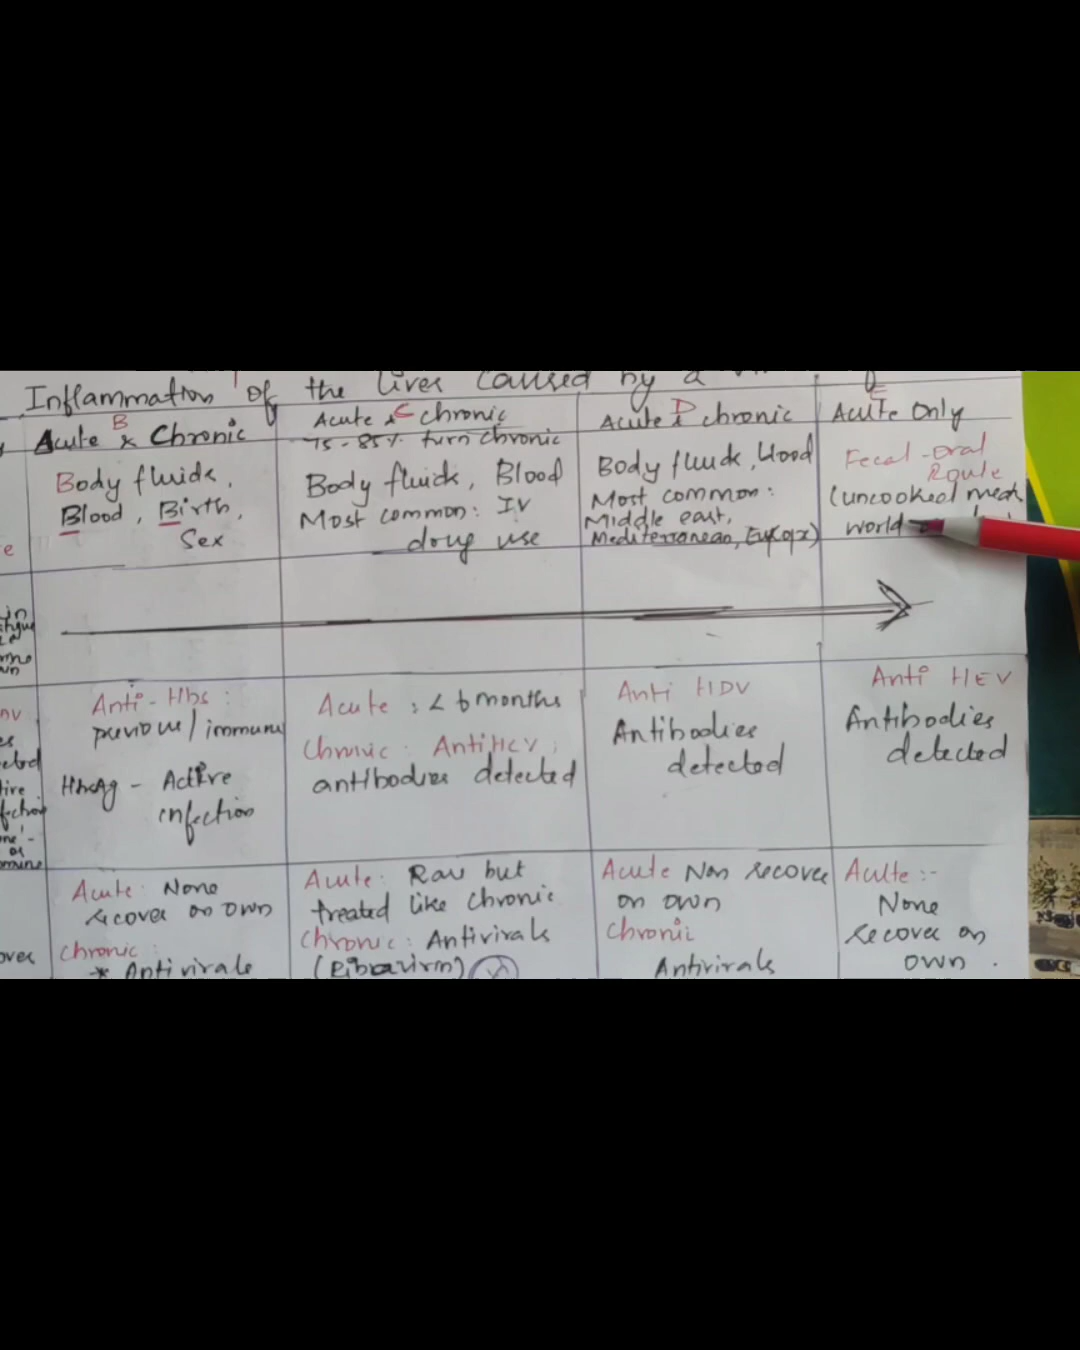 Inflammation of the liver caused by a
B
Acute & Chronic
Body fluids,
Blood, Birth,
Sex
C
Acute & chronic
75-85% turn chronic
Body fluids, Blood
Most common: IV
drug use
D
Acute & chronic
Body fluids, blood
Most common:
Middle east,
Mediterranean, Europe)
E
Acute Only
Fecal-oral
Route
(uncooked meat,
world
Anti-Hbs:
previous/immune
HbsAg - Active
infection
Acute: < 6 months
Chronic: Anti HCV:
antibodies detected
Anti HDV
Antibodies
detected
Anti HEV
Antibodies
detected
Acute: None
recover on own
Chronic:
* Antivirals
Acute: Rare but
treated like chronic
Chronic: Antivirals
(Ribavirin)
Acute Non recover
on own
Chronic
Antivirals
Acute:-
None
recover on
own.